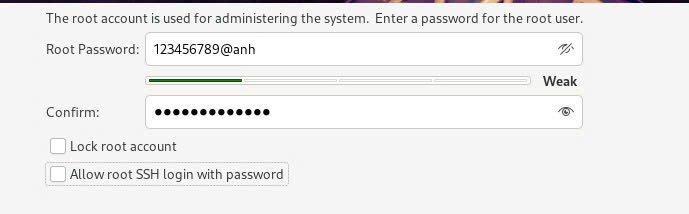 The root account is used for administering the system. Enter a password for the root user.
Root Password: 123456789@anh
Weak
Confirm: •••••••••••••
Lock root account
Allow root SSH login with password